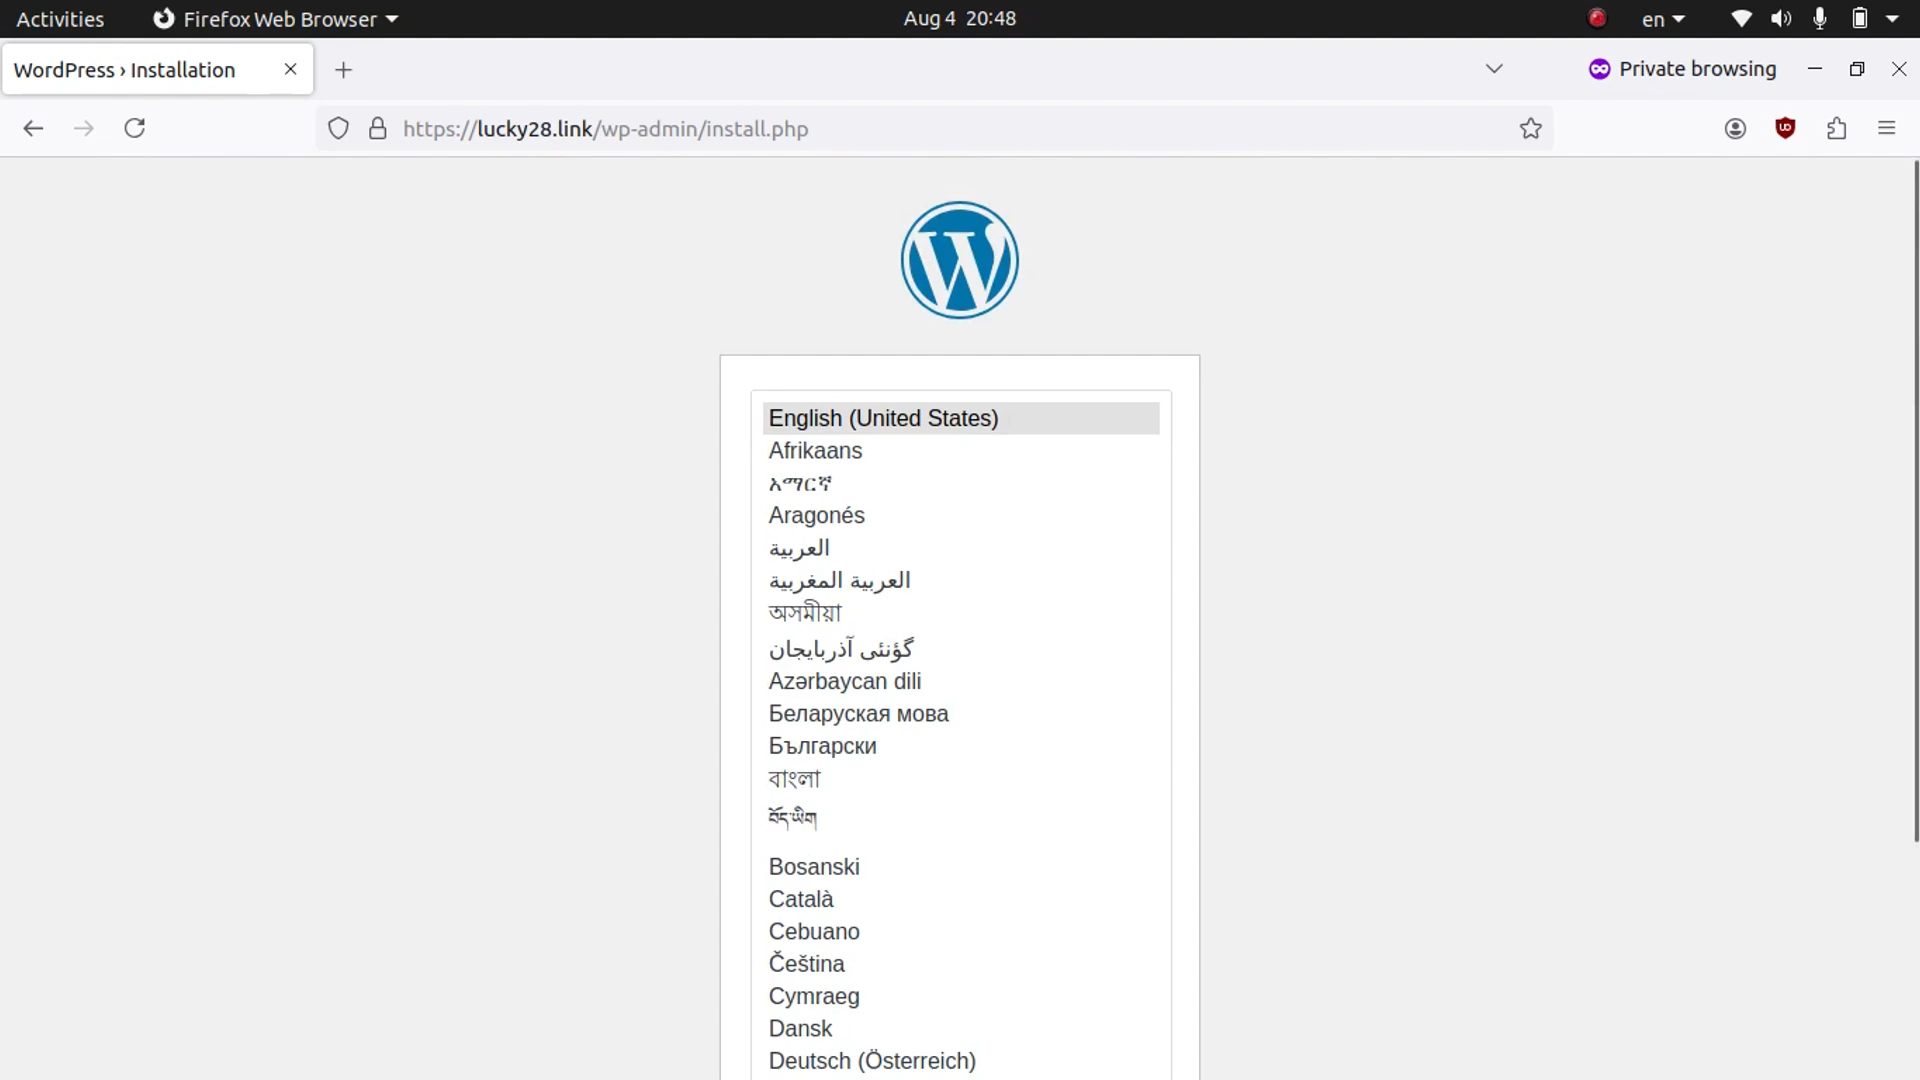 Activities Firefox Web Browser Aug 4 20:48 en
WordPress › Installation Private browsing
https://lucky28.link/wp-admin/install.php
English (United States)
Afrikaans
አማርኛ
Aragonés
العربية
العربية المغربية
অসমীয়া
گؤنئی آذربایجان
Azərbaycan dili
Беларуская мова
Български
বাংলা
བོད་ཡིག
Bosanski
Català
Cebuano
Čeština
Cymraeg
Dansk
Deutsch (Österreich)